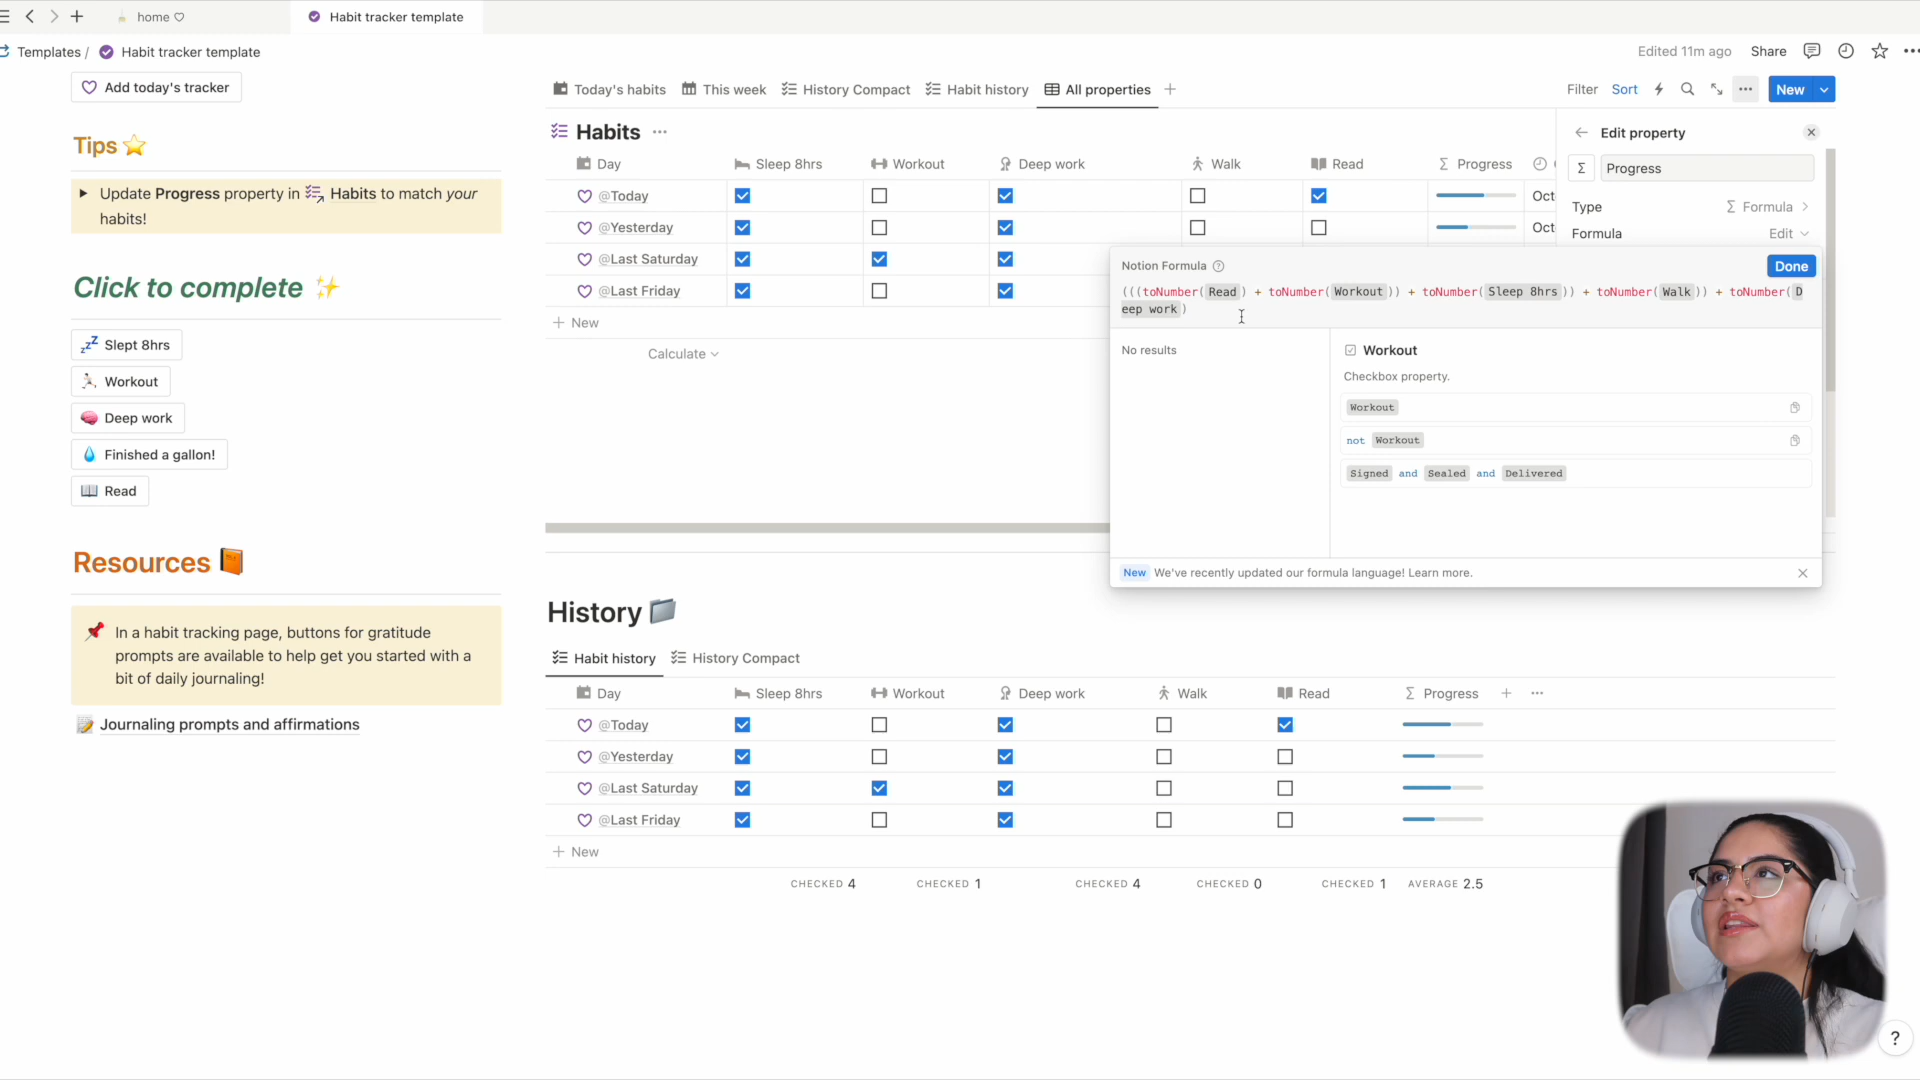 home ♡
Habit tracker template
Templates / Habit tracker template
Edited 11m ago Share
Add today's tracker
Tips
Update Progress property in Habits to match your
habits!
Click to complete
Slept 8hrs
Workout
Deep work
Finished a gallon!
Read
Resources
In a habit tracking page, buttons for gratitude
prompts are available to help get you started with a
bit of daily journaling!
Journaling prompts and affirmations
Today's habits This week History Compact Habit history All properties
Filter Sort New
Habits
Day Sleep 8hrs Workout Deep work Walk Read Progress
@Today Oct
@Yesterday Oct
@Last Saturday
@Last Friday
New
Calculate
Edit property
Progress
Type Formula
Formula Edit
Notion Formula
Done
(((toNumber(Read) + toNumber(Workout)) + toNumber(Sleep 8hrs)) + toNumber(Walk)) + toNumber(D
eep work)
No results
Workout
Checkbox property.
Workout
not Workout
Signed and Sealed and Delivered
New We've recently updated our formula language! Learn more.
History
Habit history History Compact
Day Sleep 8hrs Workout Deep work Walk Read Progress
@Today
@Yesterday
@Last Saturday
@Last Friday
New
CHECKED 4 CHECKED 1 CHECKED 4 CHECKED 0 CHECKED 1 AVERAGE 2.5
?